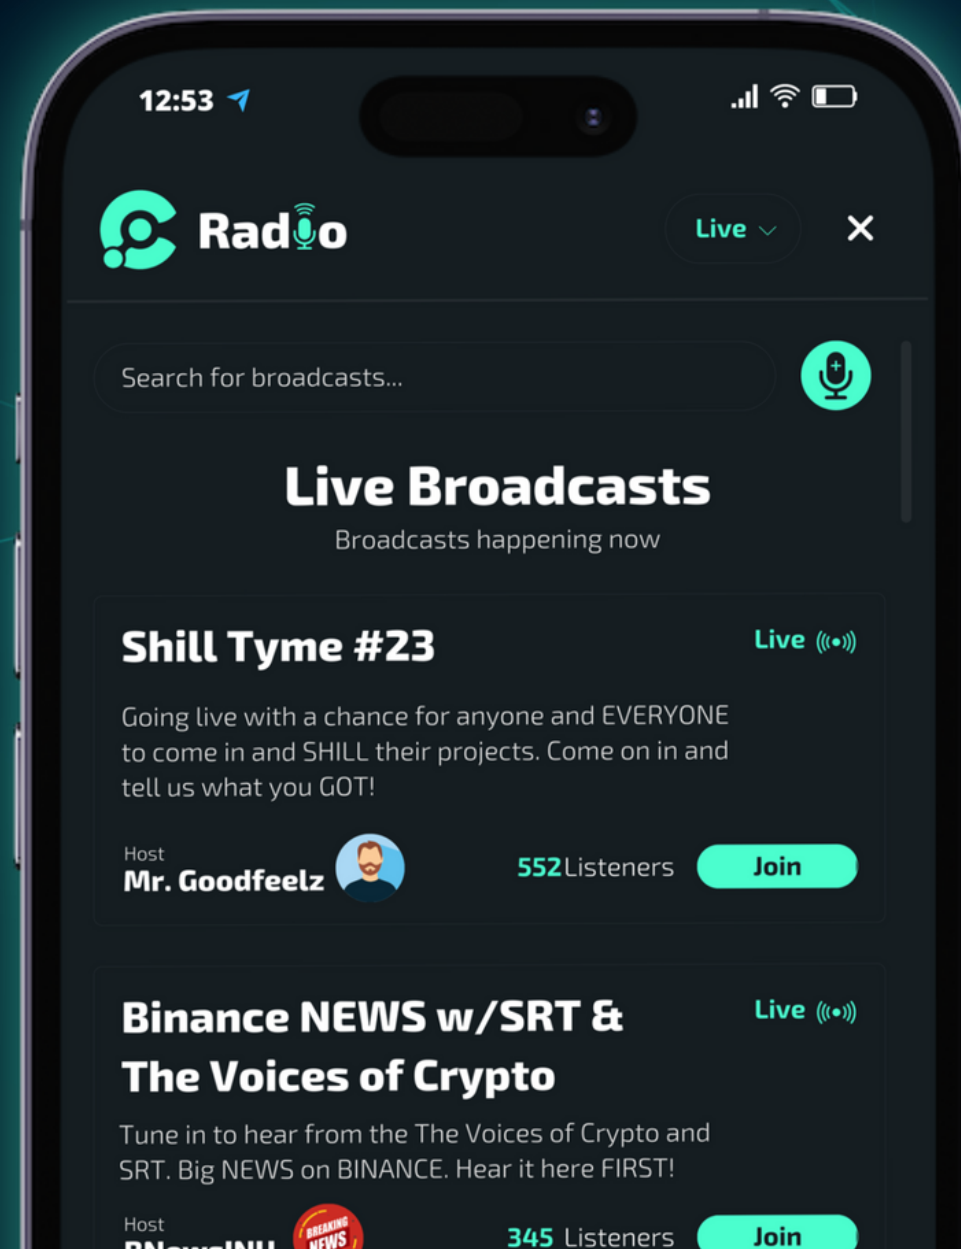 12:53
Radio
Live
Search for broadcasts...
Live Broadcasts
Broadcasts happening now
Shill Tyme #23
Live
Going live with a chance for anyone and EVERYONE
to come in and SHILL their projects. Come on in and
tell us what you GOT!
Host
Mr. Goodfeelz
552 Listeners
Join
Binance NEWS w/SRT &
The Voices of Crypto
Live
Tune in to hear from the The Voices of Crypto and
SRT. Big NEWS on BINANCE. Hear it here FIRST!
Host
BNewsINU
BREAKING
NEWS
345 Listeners
Join